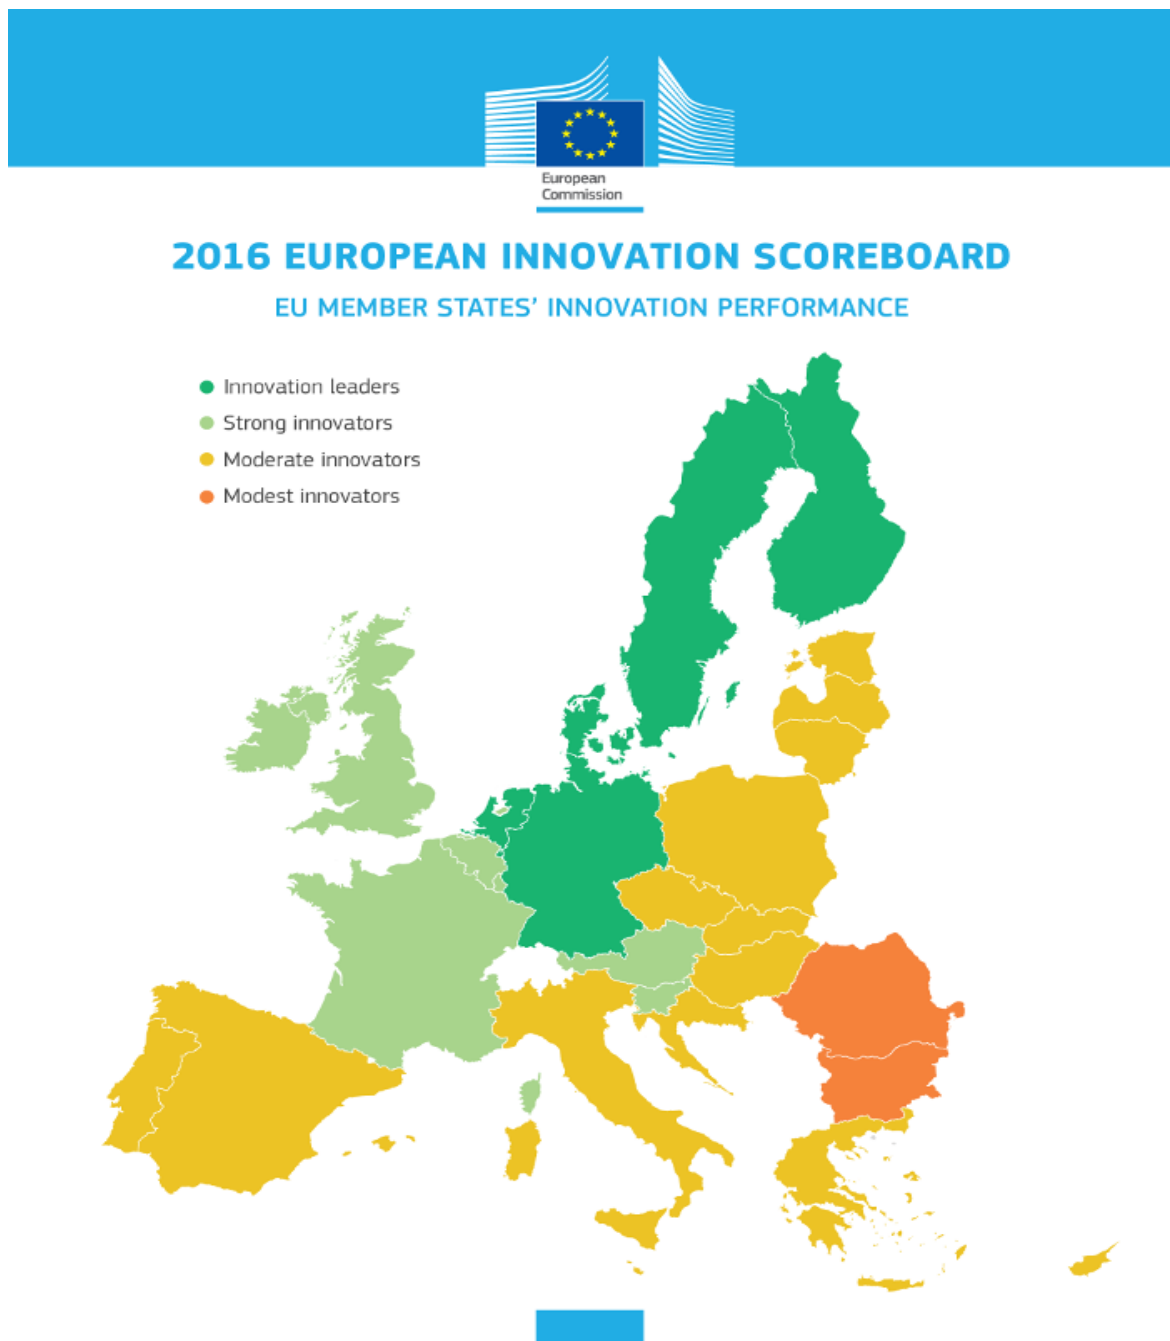 European
Commission
2016 EUROPEAN INNOVATION SCOREBOARD
EU MEMBER STATES’ INNOVATION PERFORMANCE
Innovation leaders
Strong innovators
Moderate innovators
Modest innovators